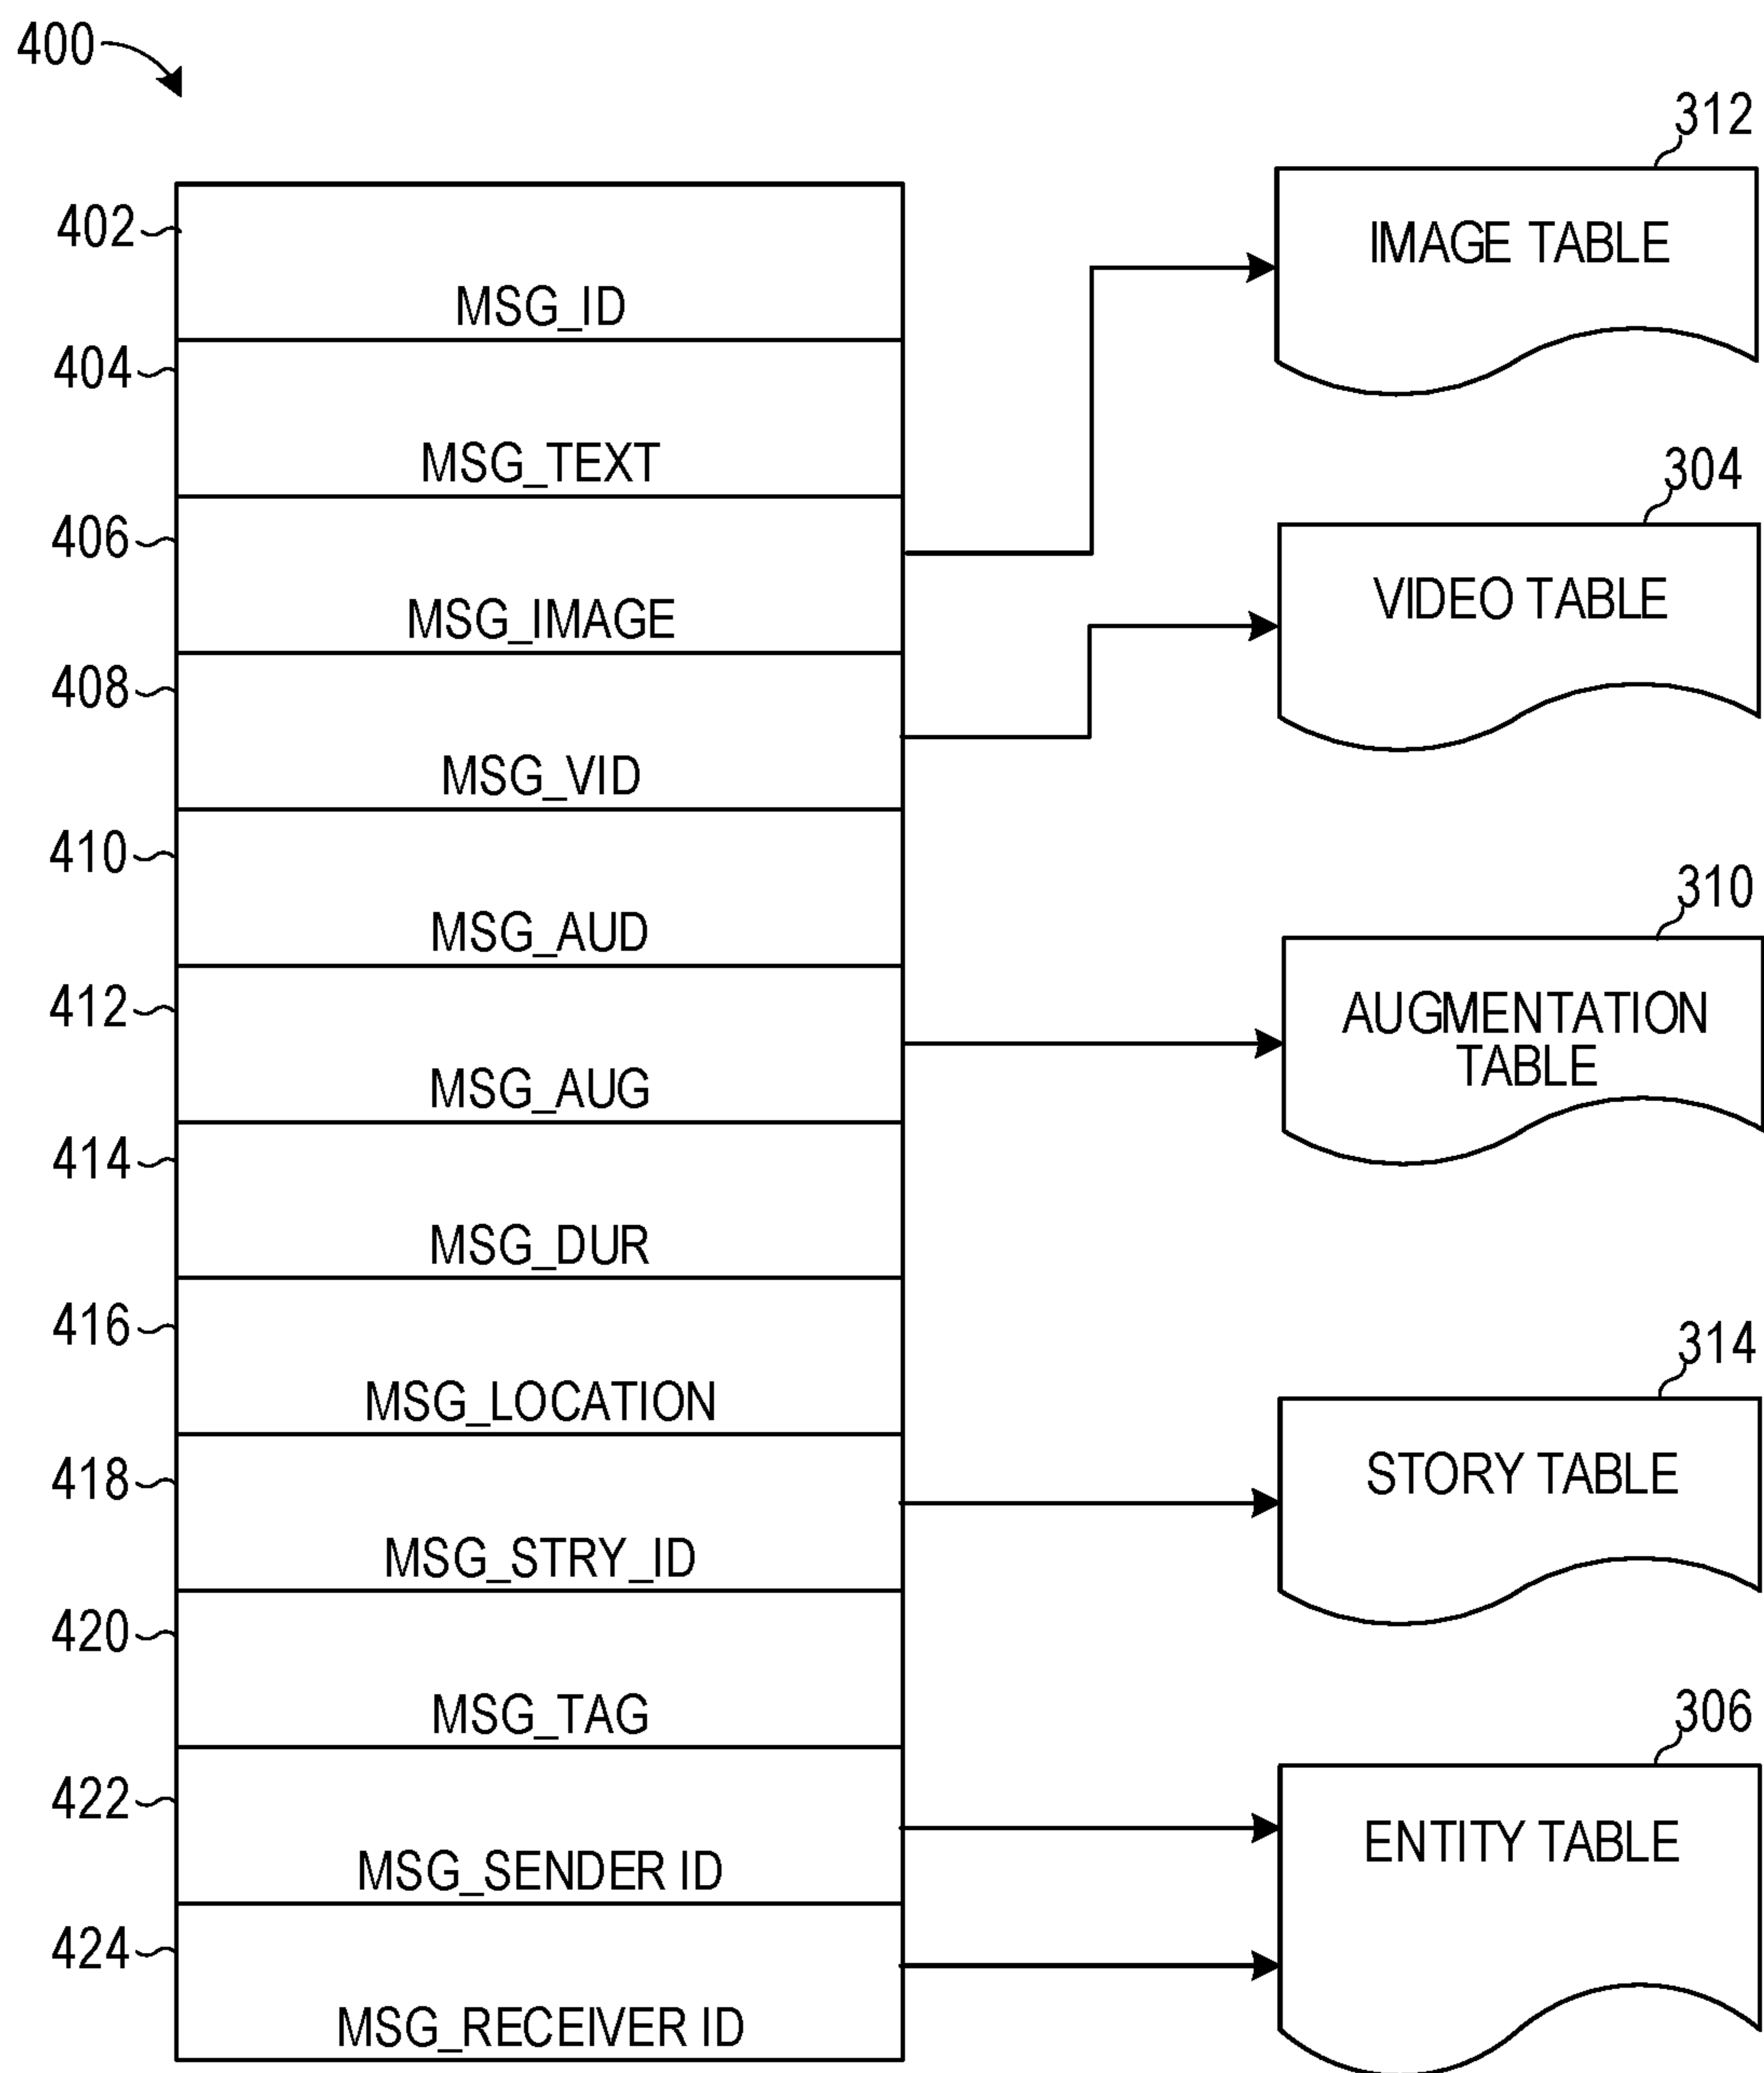 400
312
402
IMAGE TABLE
MSG_ID
404
MSG_TEXT
304
406
VIDEO TABLE
MSG_IMAGE
408
MSG_VID
410
310
MSG_AUD
412
AUGMENTATION
TABLE
MSG_AUG
414
MSG_DUR
416
314
MSG_LOCATION
418
STORY TABLE
MSG_STRY_ID
420
306
MSG_TAG
422
ENTITY TABLE
MSG_SENDER ID
424
MSG_RECEIVER ID